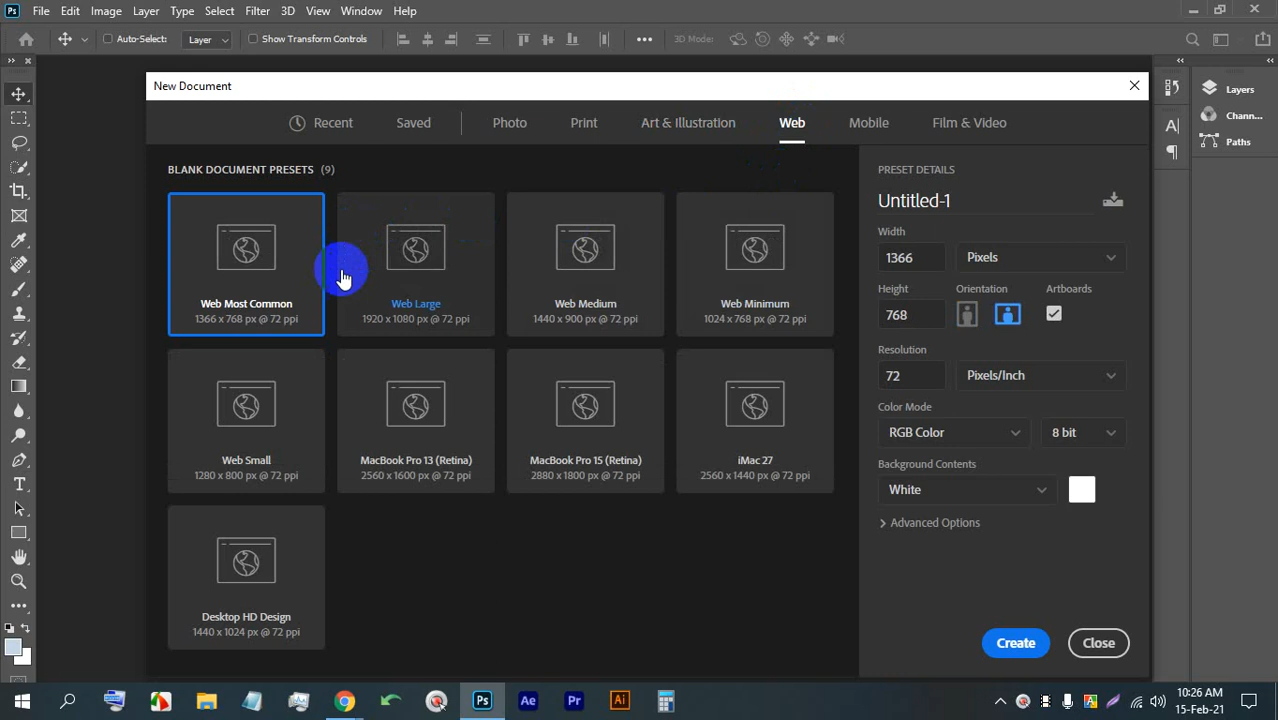 Ps File Edit Image Layer Type Select Filter 3D View Window Help
Auto-Select: Layer Show Transform Controls 3D Mode:
New Document
Recent Saved Photo Print Art & Illustration Web Mobile Film & Video
Layers
Chann...
Paths
BLANK DOCUMENT PRESETS (9)
Web Most Common
1366 x 768 px @ 72 ppi
Web Large
1920 x 1080 px @ 72 ppi
Web Medium
1440 x 900 px @ 72 ppi
Web Minimum
1024 x 768 px @ 72 ppi
Web Small
1280 x 800 px @ 72 ppi
MacBook Pro 13 (Retina)
2560 x 1600 px @ 72 ppi
MacBook Pro 15 (Retina)
2880 x 1800 px @ 72 ppi
iMac 27
2560 x 1440 px @ 72 ppi
Desktop HD Design
1440 x 1024 px @ 72 ppi
PRESET DETAILS
Untitled-1
Width
1366 Pixels
Height Orientation Artboards
768
Resolution
72 Pixels/Inch
Color Mode
RGB Color 8 bit
Background Contents
White
Advanced Options
Create Close
Ps Ae Pr Ai
10:26 AM
15-Feb-21